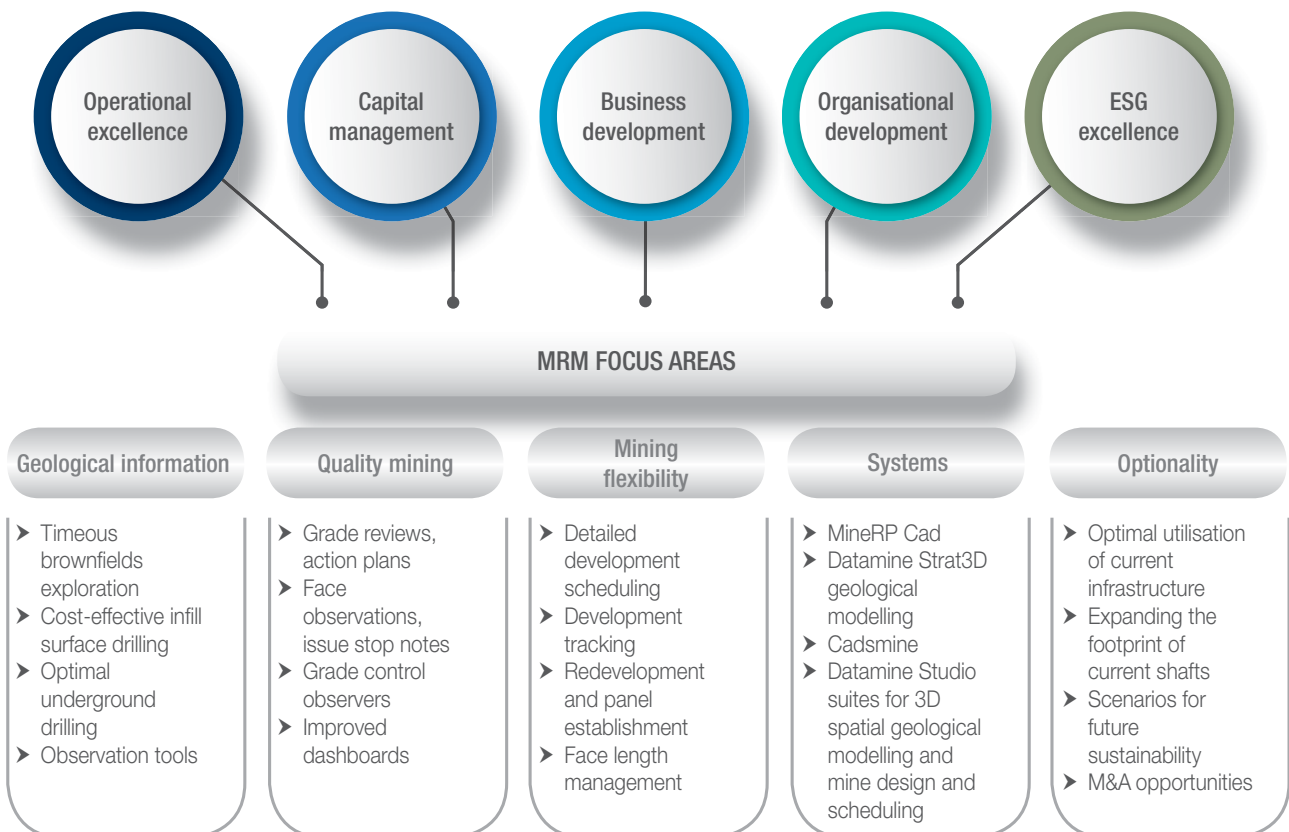 Operational
excellence
Capital
management
Business
development
Organisational
development
ESG
excellence
MRM FOCUS AREAS
Geological information
➤ Timeous
brownfields
exploration
➤ Cost-effective infill
surface drilling
➤ Optimal
underground
drilling
➤ Observation tools
Quality mining
➤ Grade reviews,
action plans
➤ Face
observations,
issue stop notes
➤ Grade control
observers
➤ Improved
dashboards
Mining
flexibility
➤ Detailed
development
scheduling
➤ Development
tracking
➤ Redevelopment
and panel
establishment
➤ Face length
management
Systems
➤ MineRP Cad
➤ Datamine Strat3D
geological
modelling
➤ Cadsmine
➤ Datamine Studio
suites for 3D
spatial geological
modelling and
mine design and
scheduling
Optionality
➤ Optimal utilisation
of current
infrastructure
➤ Expanding the
footprint of
current shafts
➤ Scenarios for
future
sustainability
➤ M&A opportunities